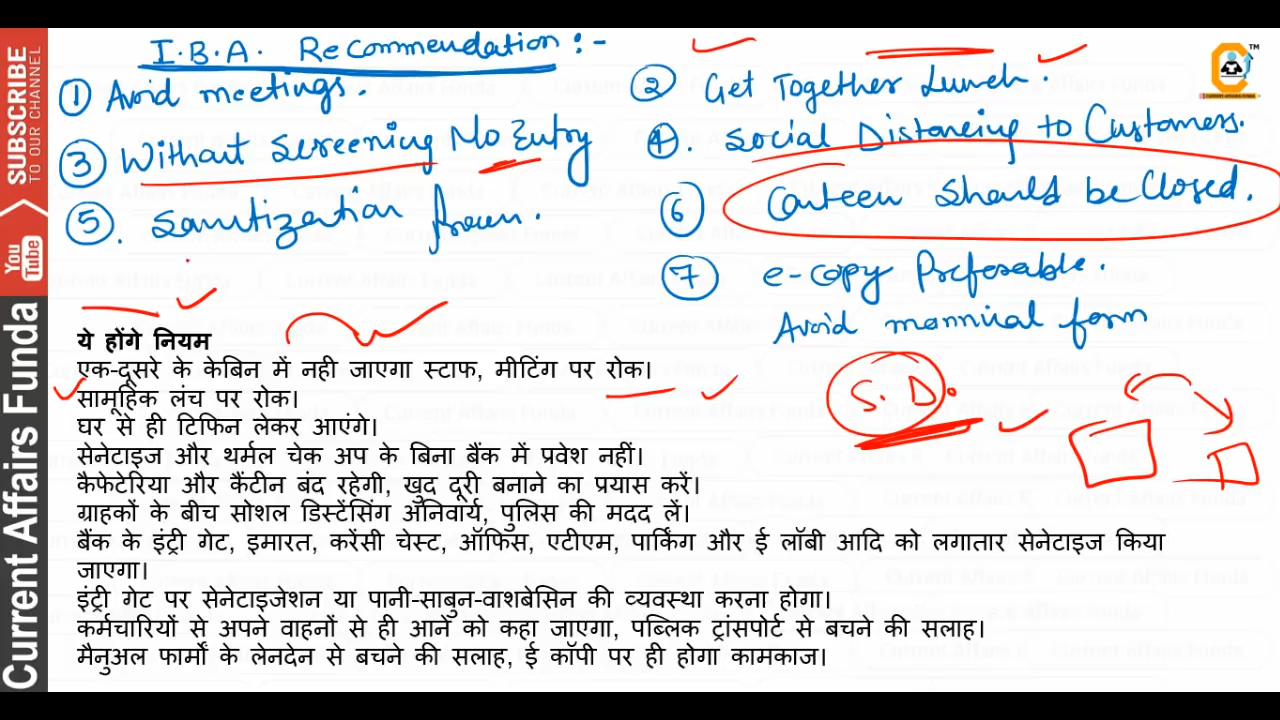 I.B.A. Recommendation :-
① Avoid meetings.
② Get Together Lunch.
③ Without Screening No Entry
④. Social Distancing to Customers.
⑤. Sanitization
⑥ Canteen Should be Closed.
⑦ e-copy Preferable.
Avoid form
S.D.
ये होंगे नियम
एक-दूसरे के केबिन में नही जाएगा स्टाफ, मीटिंग पर रोक।
सामूहिक लंच पर रोक।
घर से ही टिफिन लेकर आएंगे।
सेनेटाइज और थर्मल चेक अप के बिना बैंक में प्रवेश नहीं।
कैफेटेरिया और कैंटीन बंद रहेगी, खुद दूरी बनाने का प्रयास करें।
ग्राहकों के बीच सोशल डिस्टेंसिंग अनिवार्य, पुलिस की मदद लें।
बैंक के इंट्री गेट, इमारत, करेंसी चेस्ट, ऑफिस, एटीएम, पार्किंग और ई लॉबी आदि को लगातार सेनेटाइज किया
जाएगा।
इंट्री गेट पर सेनेटाइजेशन या पानी-साबुन-वाशबेसिन की व्यवस्था करना होगा।
कर्मचारियों से अपने वाहनों से ही आने को कहा जाएगा, पब्लिक ट्रांसपोर्ट से बचने की सलाह।
मैनुअल फार्मो के लेनदेन से बचने की सलाह, ई कॉपी पर ही होगा कामकाज।
SUBSCRIBE
TO OUR CHANNEL
You
Tube
Current Affairs Funda
TM
CURRENT AFFAIRS FUNDA